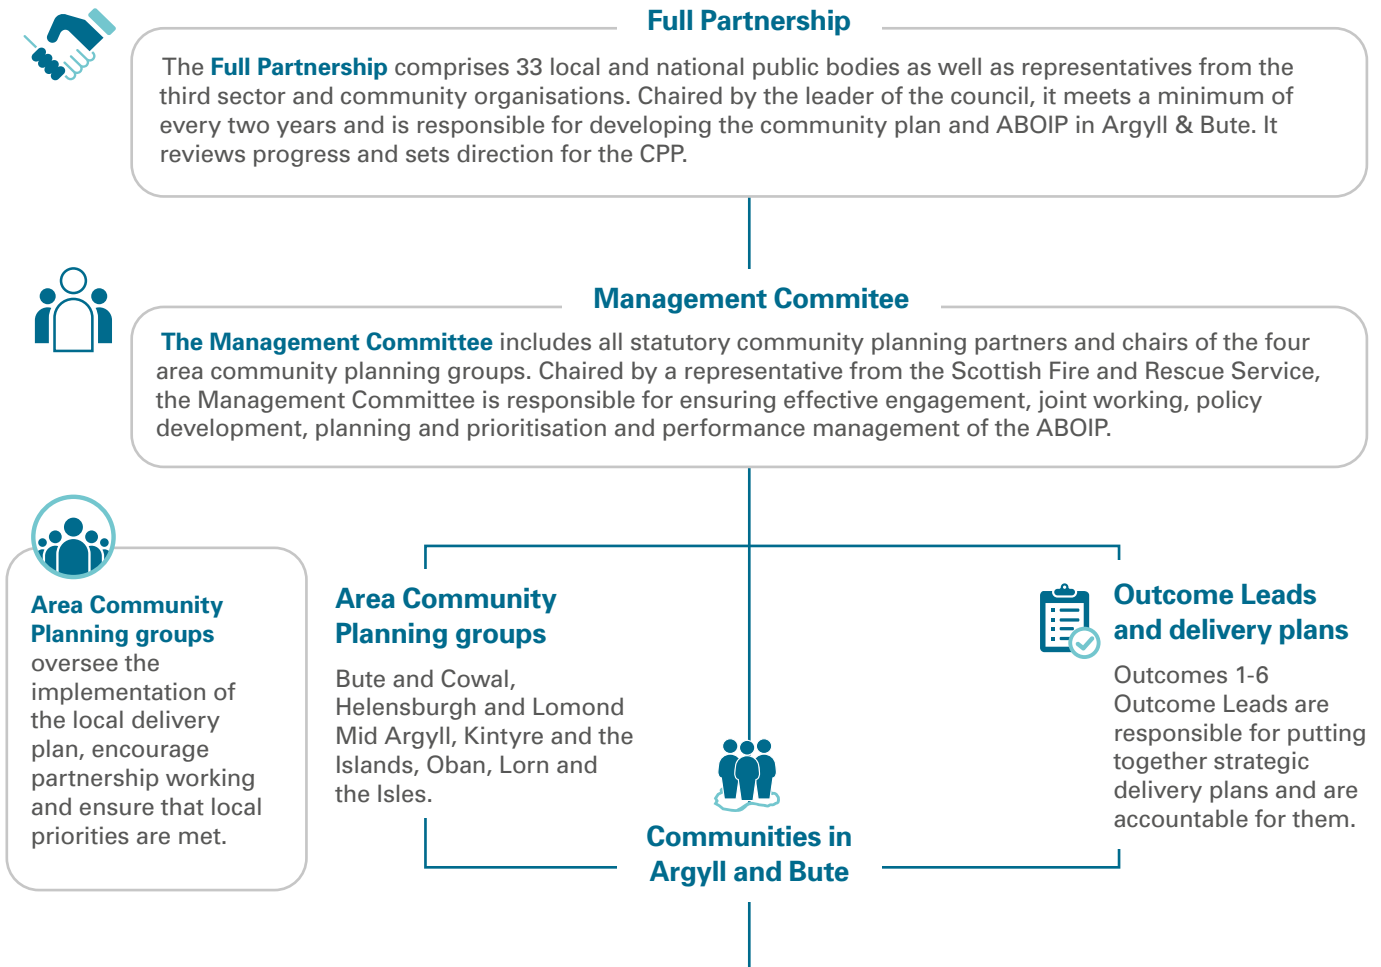 Full Partnership
The Full Partnership comprises 33 local and national public bodies as well as representatives from the
third sector and community organisations. Chaired by the leader of the council, it meets a minimum of
every two years and is responsible for developing the community plan and ABOIP in Argyll & Bute. It
reviews progress and sets direction for the CPP.
Management Commitee
The Management Committee includes all statutory community planning partners and chairs of the four
area community planning groups. Chaired by a representative from the Scottish Fire and Rescue Service,
the Management Committee is responsible for ensuring effective engagement, joint working, policy
development, planning and prioritisation and performance management of the ABOIP.
Area Community
Planning groups
oversee the
implementation of
the local delivery
plan, encourage
partnership working
and ensure that local
priorities are met.
Area Community
Planning groups
Bute and Cowal,
Helensburgh and Lomond
Mid Argyll, Kintyre and the
Islands, Oban, Lorn and
the Isles.
Communities in
Argyll and Bute
Outcome Leads
and delivery plans
Outcomes 1-6
Outcome Leads are
responsible for putting
together strategic
delivery plans and are
accountable for them.